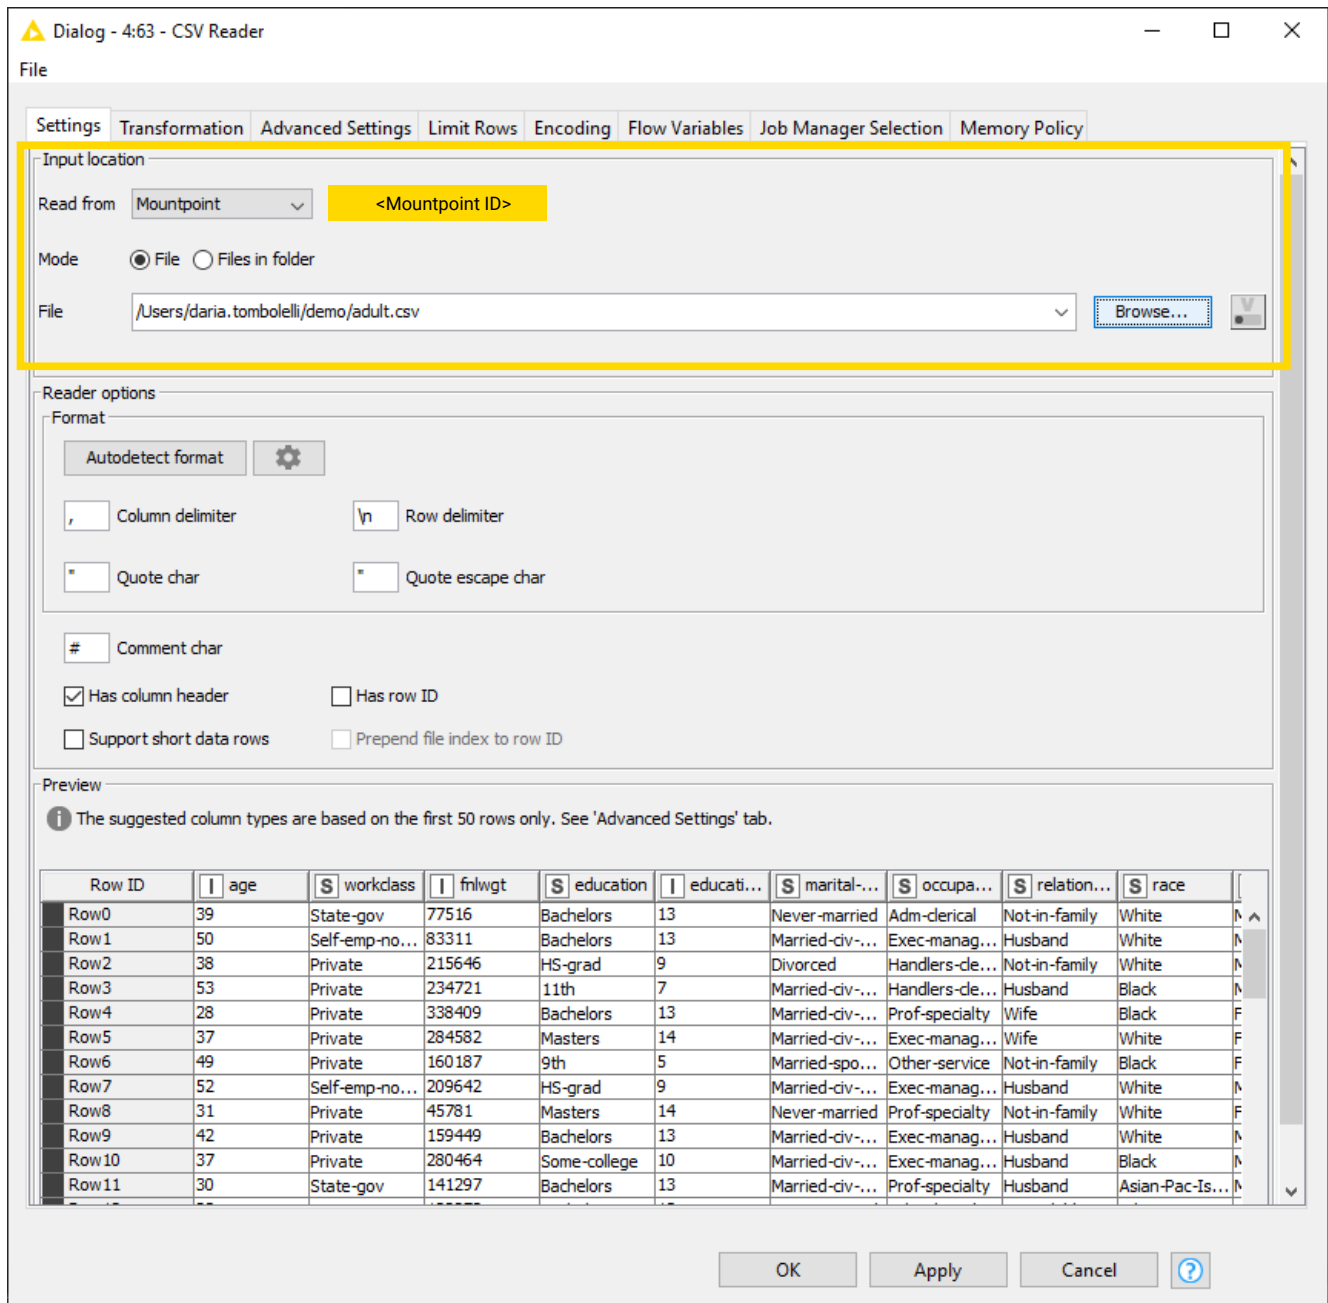 Dialog - 4:63 - CSV Reader
File
Settings Transformation Advanced Settings Limit Rows Encoding Flow Variables Job Manager Selection Memory Policy
Input location
Read from Mountpoint <Mountpoint ID>
Mode File Files in folder
File /Users/daria.tombolelli/demo/adult.csv Browse... V
Reader options
Format
Autodetect format
, Column delimiter \n Row delimiter
" Quote char " Quote escape char
# Comment char
Has column header Has row ID
Support short data rows Prepend file index to row ID
Preview
i The suggested column types are based on the first 50 rows only. See 'Advanced Settings' tab.
Row ID I age S workclass I fnlwgt S education I educati... S marital-... S occupa... S relation... S race
Row0 39 State-gov 77516 Bachelors 13 Never-married Adm-clerical Not-in-family White M
Row1 50 Self-emp-no... 83311 Bachelors 13 Married-civ-... Exec-manag... Husband White M
Row2 38 Private 215646 HS-grad 9 Divorced Handlers-cle... Not-in-family White M
Row3 53 Private 234721 11th 7 Married-civ-... Handlers-cle... Husband Black M
Row4 28 Private 338409 Bachelors 13 Married-civ-... Prof-specialty Wife Black F
Row5 37 Private 284582 Masters 14 Married-civ-... Exec-manag... Wife White F
Row6 49 Private 160187 9th 5 Married-spo... Other-service Not-in-family Black F
Row7 52 Self-emp-no... 209642 HS-grad 9 Married-civ-... Exec-manag... Husband White M
Row8 31 Private 45781 Masters 14 Never-married Prof-specialty Not-in-family White F
Row9 42 Private 159449 Bachelors 13 Married-civ-... Exec-manag... Husband White M
Row10 37 Private 280464 Some-college 10 Married-civ-... Exec-manag... Husband Black M
Row11 30 State-gov 141297 Bachelors 13 Married-civ-... Prof-specialty Husband Asian-Pac-Is... M
OK Apply Cancel ?